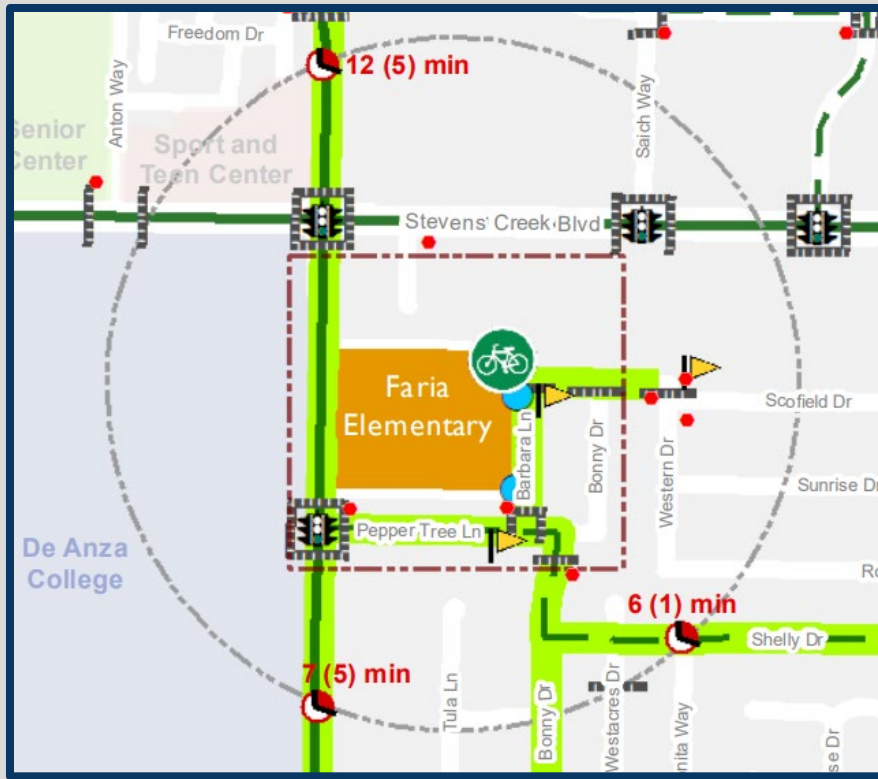 Freedom Dr
12 (5) min
Anton Way
Senior
Center
Sport and
Teen Center
Saich Way
Stevens Creek Blvd
Faria
Elementary
Barbara Ln
Bonny Dr
Western Dr
Scofield Dr
Sunrise Dr
Pepper Tree Ln
De Anza
College
6 (1) min
Shelly Dr
7 (5) min
Tula Ln
Bonny Dr
Westacres Dr